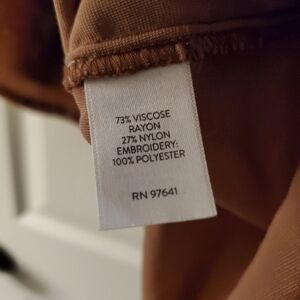 73% VISCOSE
RAYON
27% NYLON
EMBROIDERY:
100% POLYESTER
RN 97641